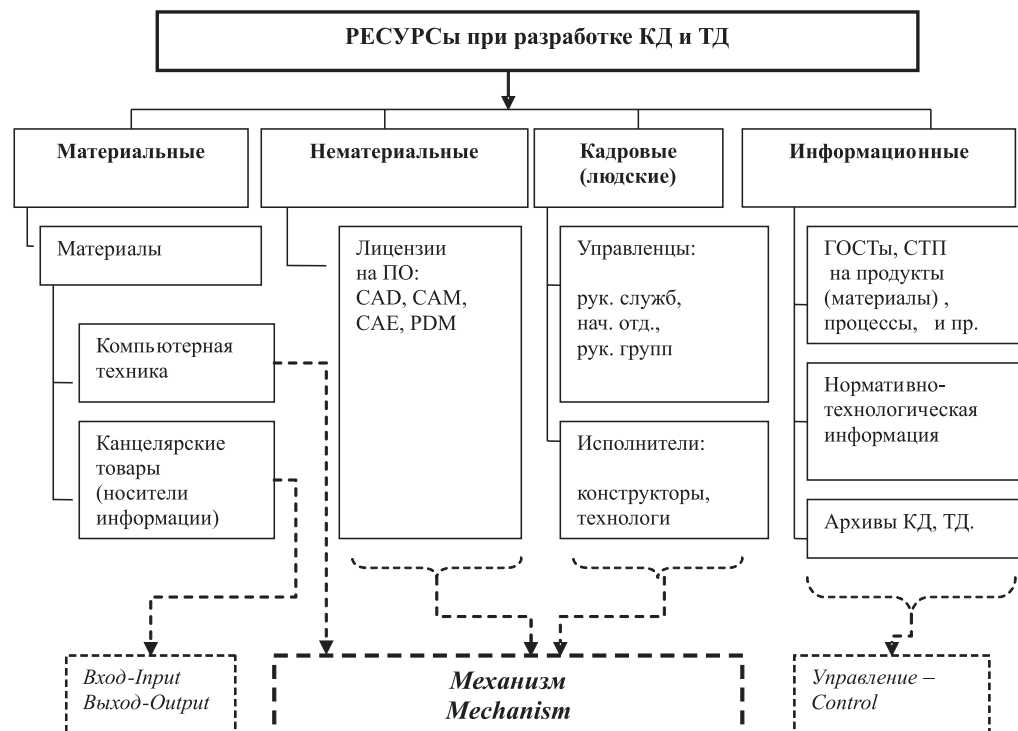 РЕСУРСы при разработке КД и ТД
Материальные
Нематериальные
Кадровые
(людские)
Информационные
Материалы
Компьютерная
техника
Канцелярские
товары
(носители
информации)
Лицензии
на ПО:
CAD, CAM,
CAE, PDM
Управленцы:
рук. служб,
нач. отд.,
рук. групп
Исполнители:
конструкторы,
технологи
ГОСТы, СТП
на продукты
(материалы) ,
процессы, и пр.
Нормативно-
технологическая
информация
Архивы КД, ТД.
Вход-Input
Выход-Output
Механизм
Mechanism
Управление –
Control